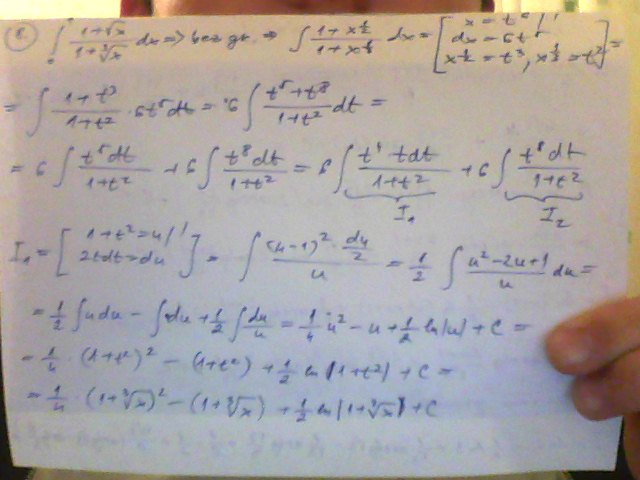 8. ∫₀ (1+√x)/(1+∛x) dx => bez gr. => ∫ (1+x^(1/2))/(1+x^(1/3)) dx = [x = t⁶ /' dx = 6t⁵ x^(1/2) = t³, x^(1/3) = t²] =
= ∫ (1+t³)/(1+t²) · 6t⁵dt = 6 ∫ (t⁵+t⁸)/(1+t²) dt =
= 6 ∫ t⁵dt/(1+t²) + 6 ∫ t⁸dt/(1+t²) = 6 ∫ t⁴ tdt/(1+t²) + 6 ∫ t⁸dt/(1+t²)
I₁ I₂
I₁ = [1+t²=u /' 2tdt=du] = ∫ (u-1)² · (du/2) / u = 1/2 ∫ (u²-2u+1)/u du =
= 1/2 ∫udu - ∫du + 1/2 ∫ du/u = 1/4 u² - u + 1/2 ln|u| + C =
= 1/4 · (1+t²)² - (1+t²) + 1/2 ln|1+t²| + C =
= 1/4 · (1+∛x)² - (1+∛x) + 1/2 ln|1+∛x| + C